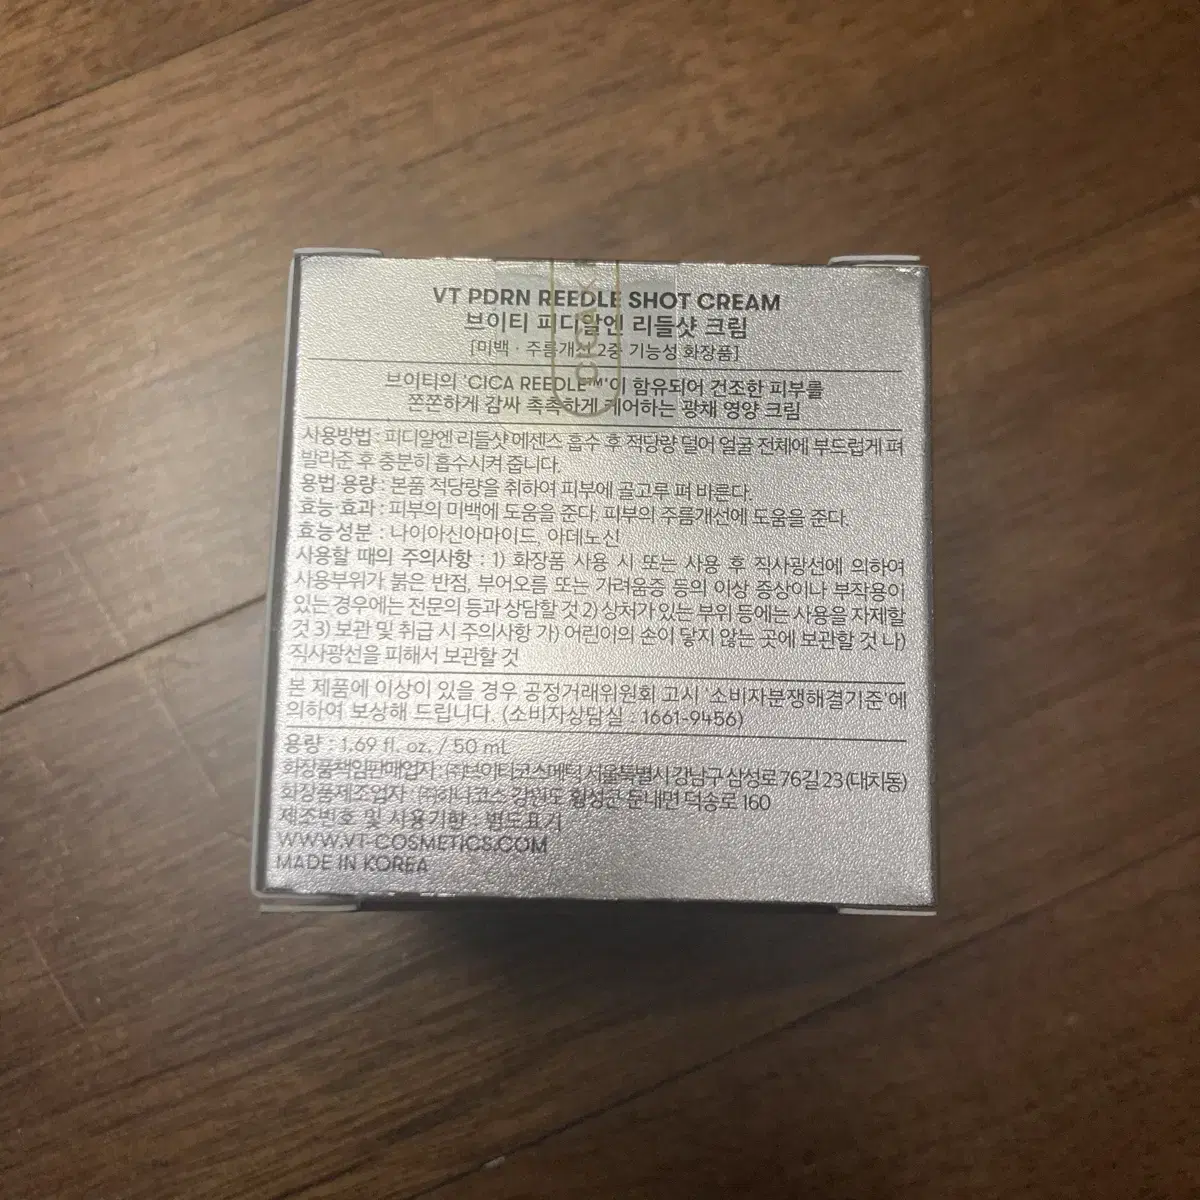 VT PDRN REEDLE SHOT CREAM
브이티 피디알엔 리들샷 크림
[미백 · 주름개선 2중 기능성 화장품]
브이티의 'CICA REEDLE™'이 함유되어 건조한 피부를
쫀쫀하게 감싸 촉촉하게 케어하는 광채 영양 크림
사용방법 : 피디알엔 리들샷 에센스 흡수 후 적당량 덜어 얼굴 전체에 부드럽게 펴
발라준 후 충분히 흡수시켜 줍니다.
용법·용량 : 본품 적당량을 취하여 피부에 골고루 펴 바른다.
효능·효과 : 피부의 미백에 도움을 준다. 피부의 주름개선에 도움을 준다.
효능성분 : 나이아신아마이드, 아데노신
사용할 때의 주의사항 : 1) 화장품 사용 시 또는 사용 후 직사광선에 의하여
사용부위가 붉은 반점, 부어오름 또는 가려움증 등의 이상 증상이나 부작용이
있는 경우에는 전문의 등과 상담할 것 2) 상처가 있는 부위 등에는 사용을 자제할
것 3) 보관 및 취급 시 주의사항 가) 어린이의 손이 닿지 않는 곳에 보관할 것 나)
직사광선을 피해서 보관할 것
본 제품에 이상이 있을 경우 공정거래위원회 고시 '소비자분쟁해결기준'에
의하여 보상해 드립니다. (소비자상담실 : 1661-9456)
용량 : 1.69 fl. oz. / 50 mL
화장품책임판매업자 : ㈜브이티코스메틱 서울특별시 강남구 삼성로 76길 23 (대치동)
화장품제조업자 : ㈜하나코스 강원도 횡성군 둔내면 덕송로 160
제조번호 및 사용기한 : 별도표기
WWW.VT-COSMETICS.COM
MADE IN KOREA